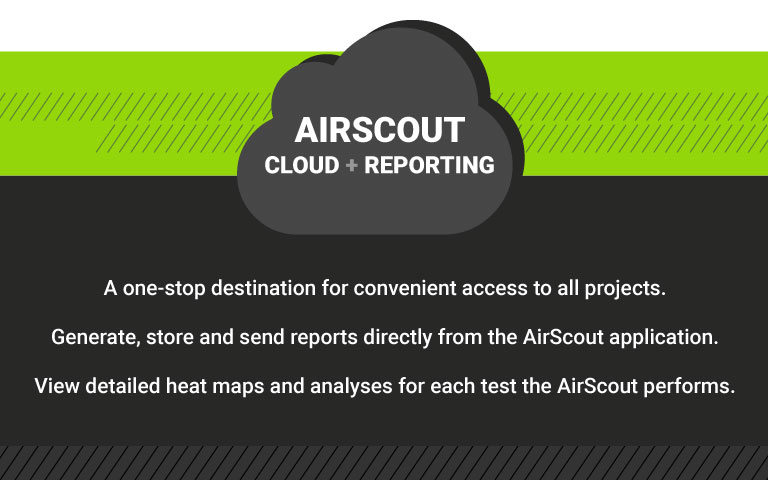 AIRSCOUT
CLOUD + REPORTING
A one-stop destination for convenient access to all projects.
Generate, store and send reports directly from the AirScout application.
View detailed heat maps and analyses for each test the AirScout performs.